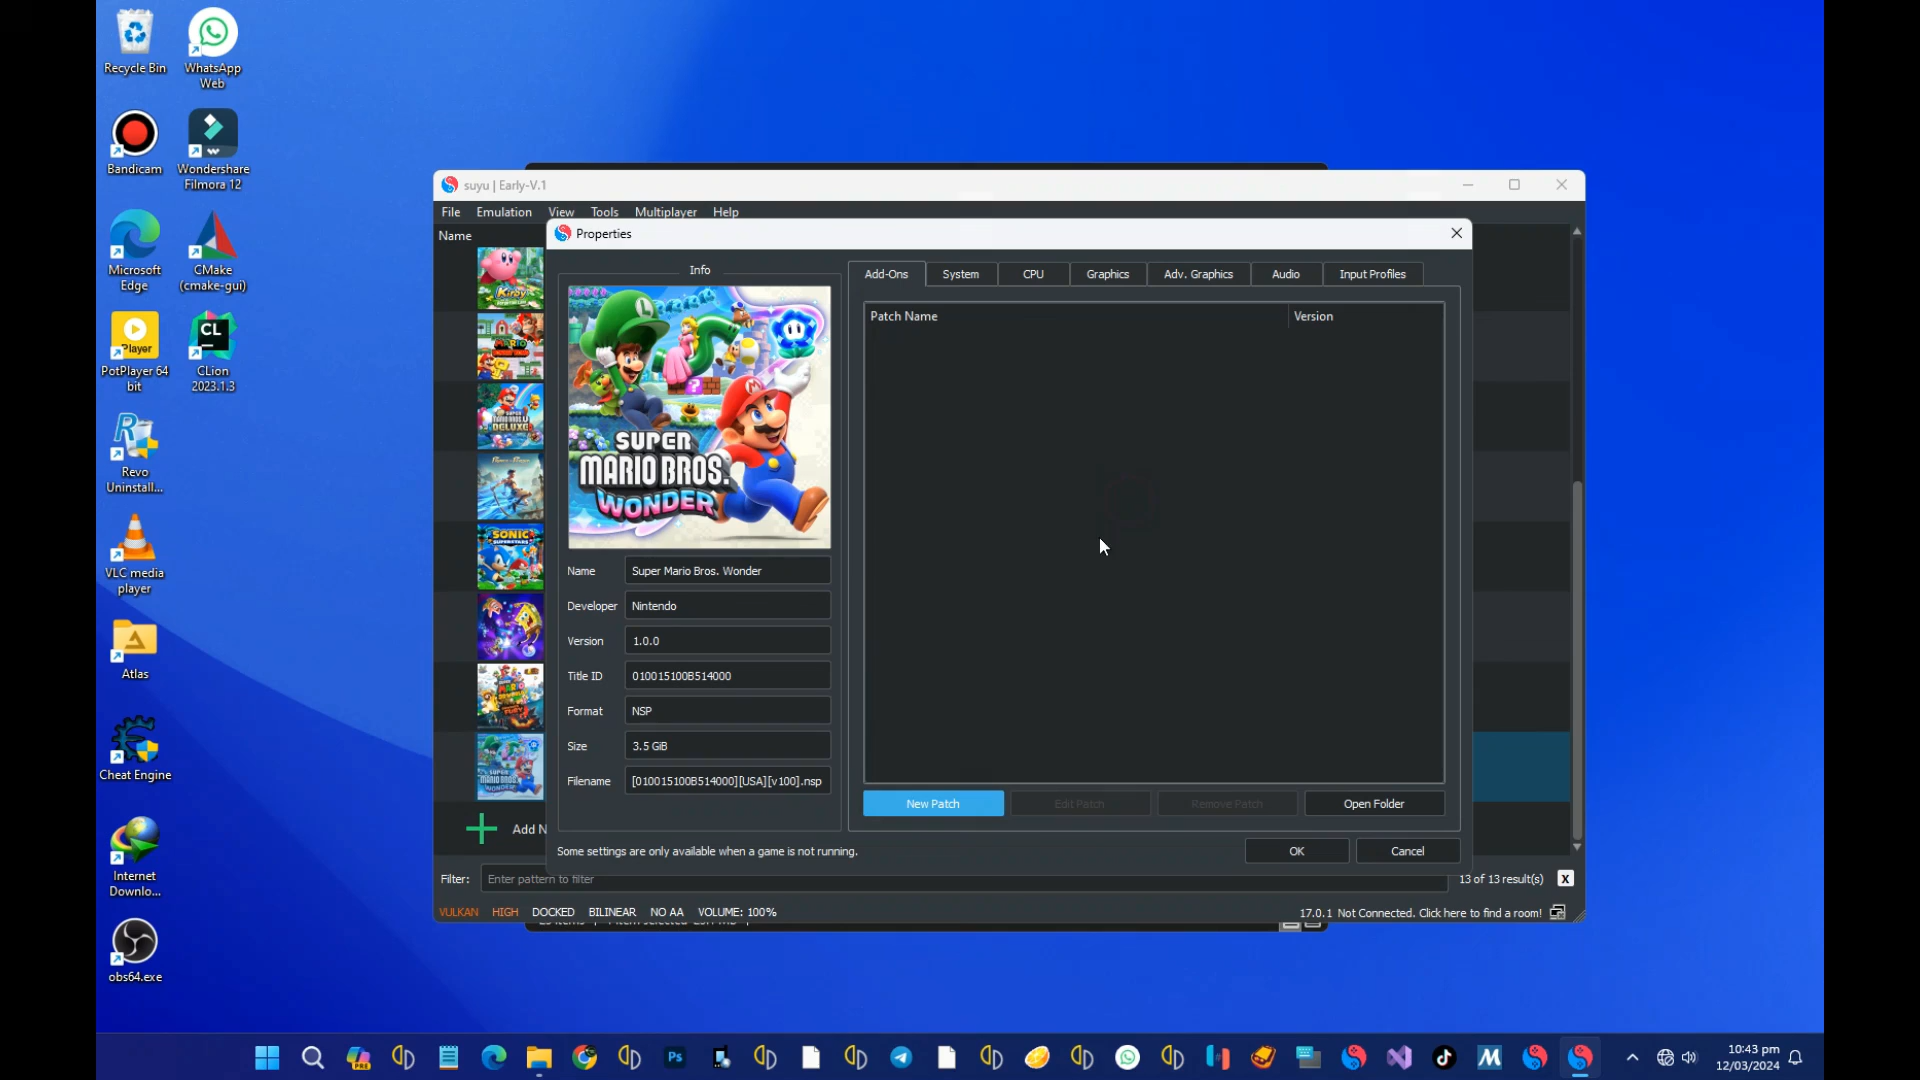 Recycle Bin
WhatsApp
Web
Bandicam
Wondershare
Filmora 12
Microsoft
Edge
CMake
(cmake-gui)
Player
PotPlayer 64
bit
CL
CLion
2023.1.3
Revo
Uninstall...
VLC media
player
Atlas
Cheat Engine
Internet
Downlo...
obs64.exe
suyu | Early-V.1
File Emulation View Tools Multiplayer Help
Name
Properties
Info
SUPER
MARIO BROS.
WONDER
Name Super Mario Bros. Wonder
Developer Nintendo
Version 1.0.0
Title ID 010015100B514000
Format NSP
Size 3.5 GiB
Filename [010015100B514000][USA][v100].nsp
Add-Ons System CPU Graphics Adv. Graphics Audio Input Profiles
Patch Name Version
New Patch Edit Patch Remove Patch Open Folder
Some settings are only available when a game is not running.
OK Cancel
Add N
Filter: Enter pattern to filter 13 of 13 result(s) X
VULKAN HIGH DOCKED BILINEAR NO AA VOLUME: 100% 17.0.1 Not Connected. Click here to find a room!
PRE
Ps
10:43 pm
12/03/2024